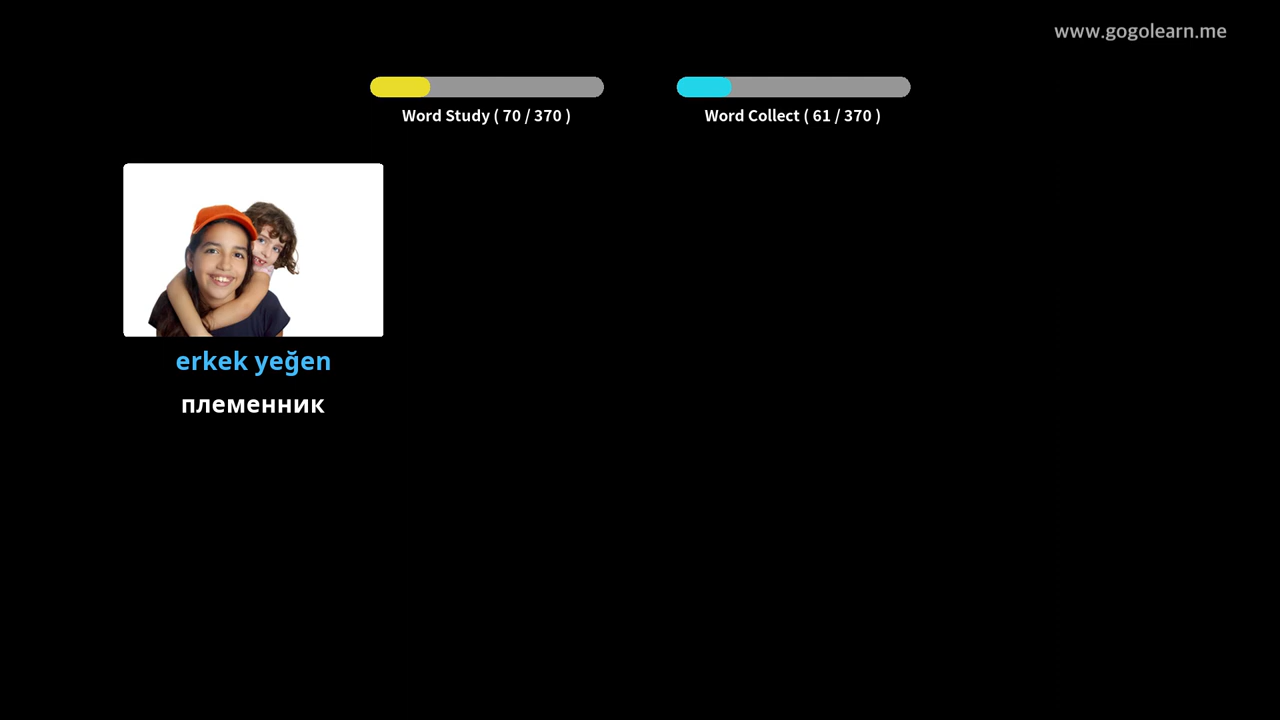 www.gogolearn.me
Word Study ( 70 / 370 )
Word Collect ( 61 / 370 )
erkek yeğen
племенник